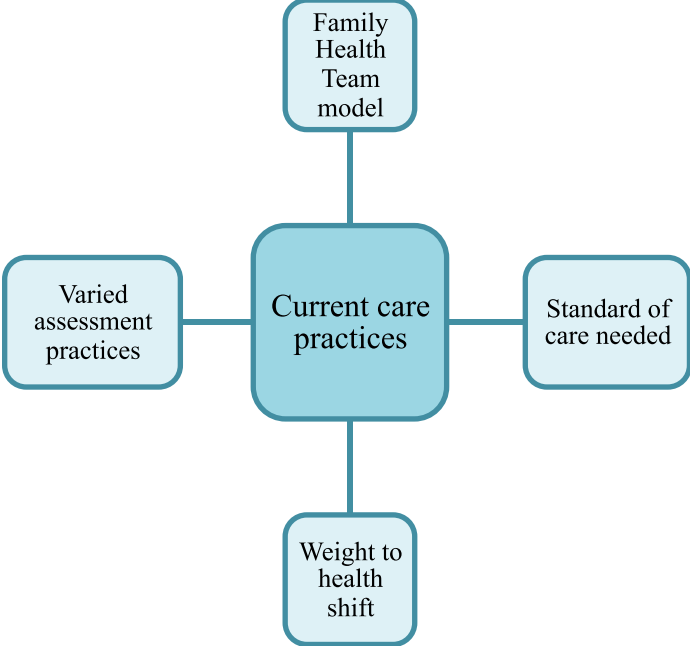 Family
Health
Team
model
Varied
assessment
practices
Current care
practices
Standard of
care needed
Weight to
health
shift